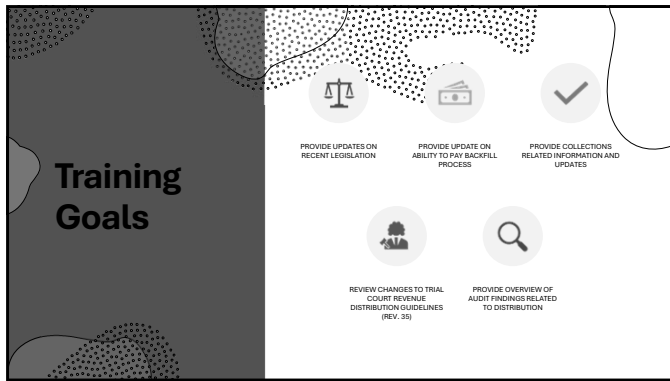 Training
Goals
PROVIDE UPDATES ON
RECENT LEGISLATION
PROVIDE UPDATE ON
ABILITY TO PAY BACKFILL
PROCESS
PROVIDE COLLECTIONS
RELATED INFORMATION AND
UPDATES
REVIEW CHANGES TO TRIAL
COURT REVENUE
DISTRIBUTION GUIDELINES
(REV. 35)
PROVIDE OVERVIEW OF
AUDIT FINDINGS RELATED
TO DISTRIBUTION